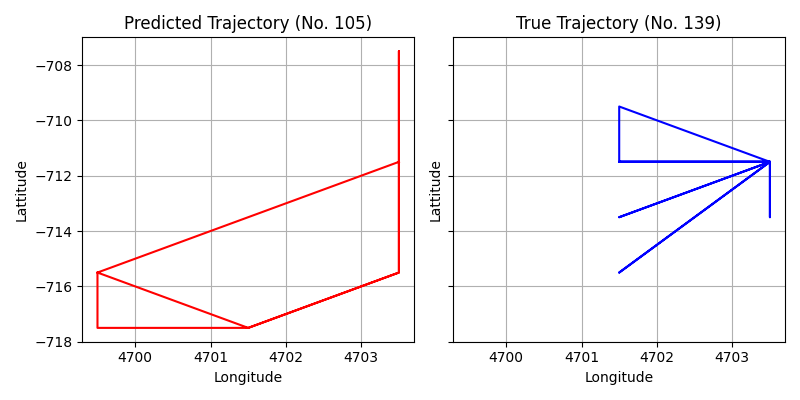 Predicted Trajectory (No. 105)
True Trajectory (No. 139)
−708
−710
−712
−714
−716
−718
Lattitude
Lattitude
4700 4701 4702 4703
4700 4701 4702 4703
Longitude
Longitude